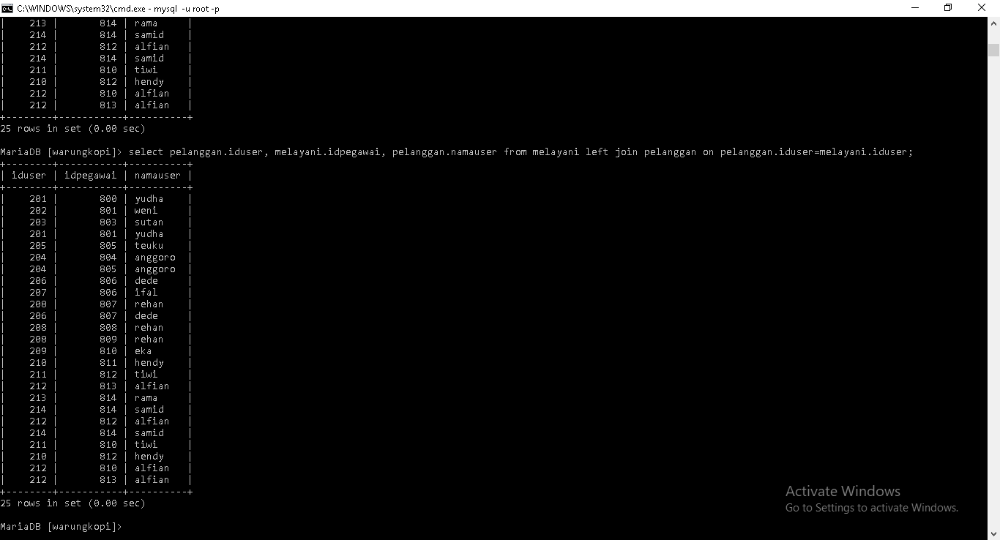 C:\WINDOWS\system32\cmd.exe - mysql -u root -p
|    213 |       814 | rama     |
|    214 |       814 | samid    |
|    212 |       812 | alfian   |
|    214 |       814 | samid    |
|    211 |       810 | tiwi     |
|    210 |       812 | hendy    |
|    212 |       810 | alfian   |
|    212 |       813 | alfian   |
+--------+-----------+----------+
25 rows in set (0.00 sec)
MariaDB [warungkopi]> select pelanggan.iduser, melayani.idpegawai, pelanggan.namauser from melayani left join pelanggan on pelanggan.iduser=melayani.iduser;
+--------+-----------+----------+
| iduser | idpegawai | namauser |
+--------+-----------+----------+
|    201 |       800 | yudha    |
|    202 |       801 | weni     |
|    203 |       803 | sutan    |
|    201 |       801 | yudha    |
|    205 |       805 | teuku    |
|    204 |       804 | anggoro  |
|    204 |       805 | anggoro  |
|    206 |       806 | dede     |
|    207 |       806 | ifal     |
|    208 |       807 | rehan    |
|    206 |       807 | dede     |
|    208 |       808 | rehan    |
|    208 |       809 | rehan    |
|    209 |       810 | eka      |
|    210 |       811 | hendy    |
|    211 |       812 | tiwi     |
|    212 |       813 | alfian   |
|    213 |       814 | rama     |
|    214 |       814 | samid    |
|    212 |       812 | alfian   |
|    214 |       814 | samid    |
|    211 |       810 | tiwi     |
|    210 |       812 | hendy    |
|    212 |       810 | alfian   |
|    212 |       813 | alfian   |
+--------+-----------+----------+
25 rows in set (0.00 sec)
MariaDB [warungkopi]>
Activate Windows
Go to Settings to activate Windows.